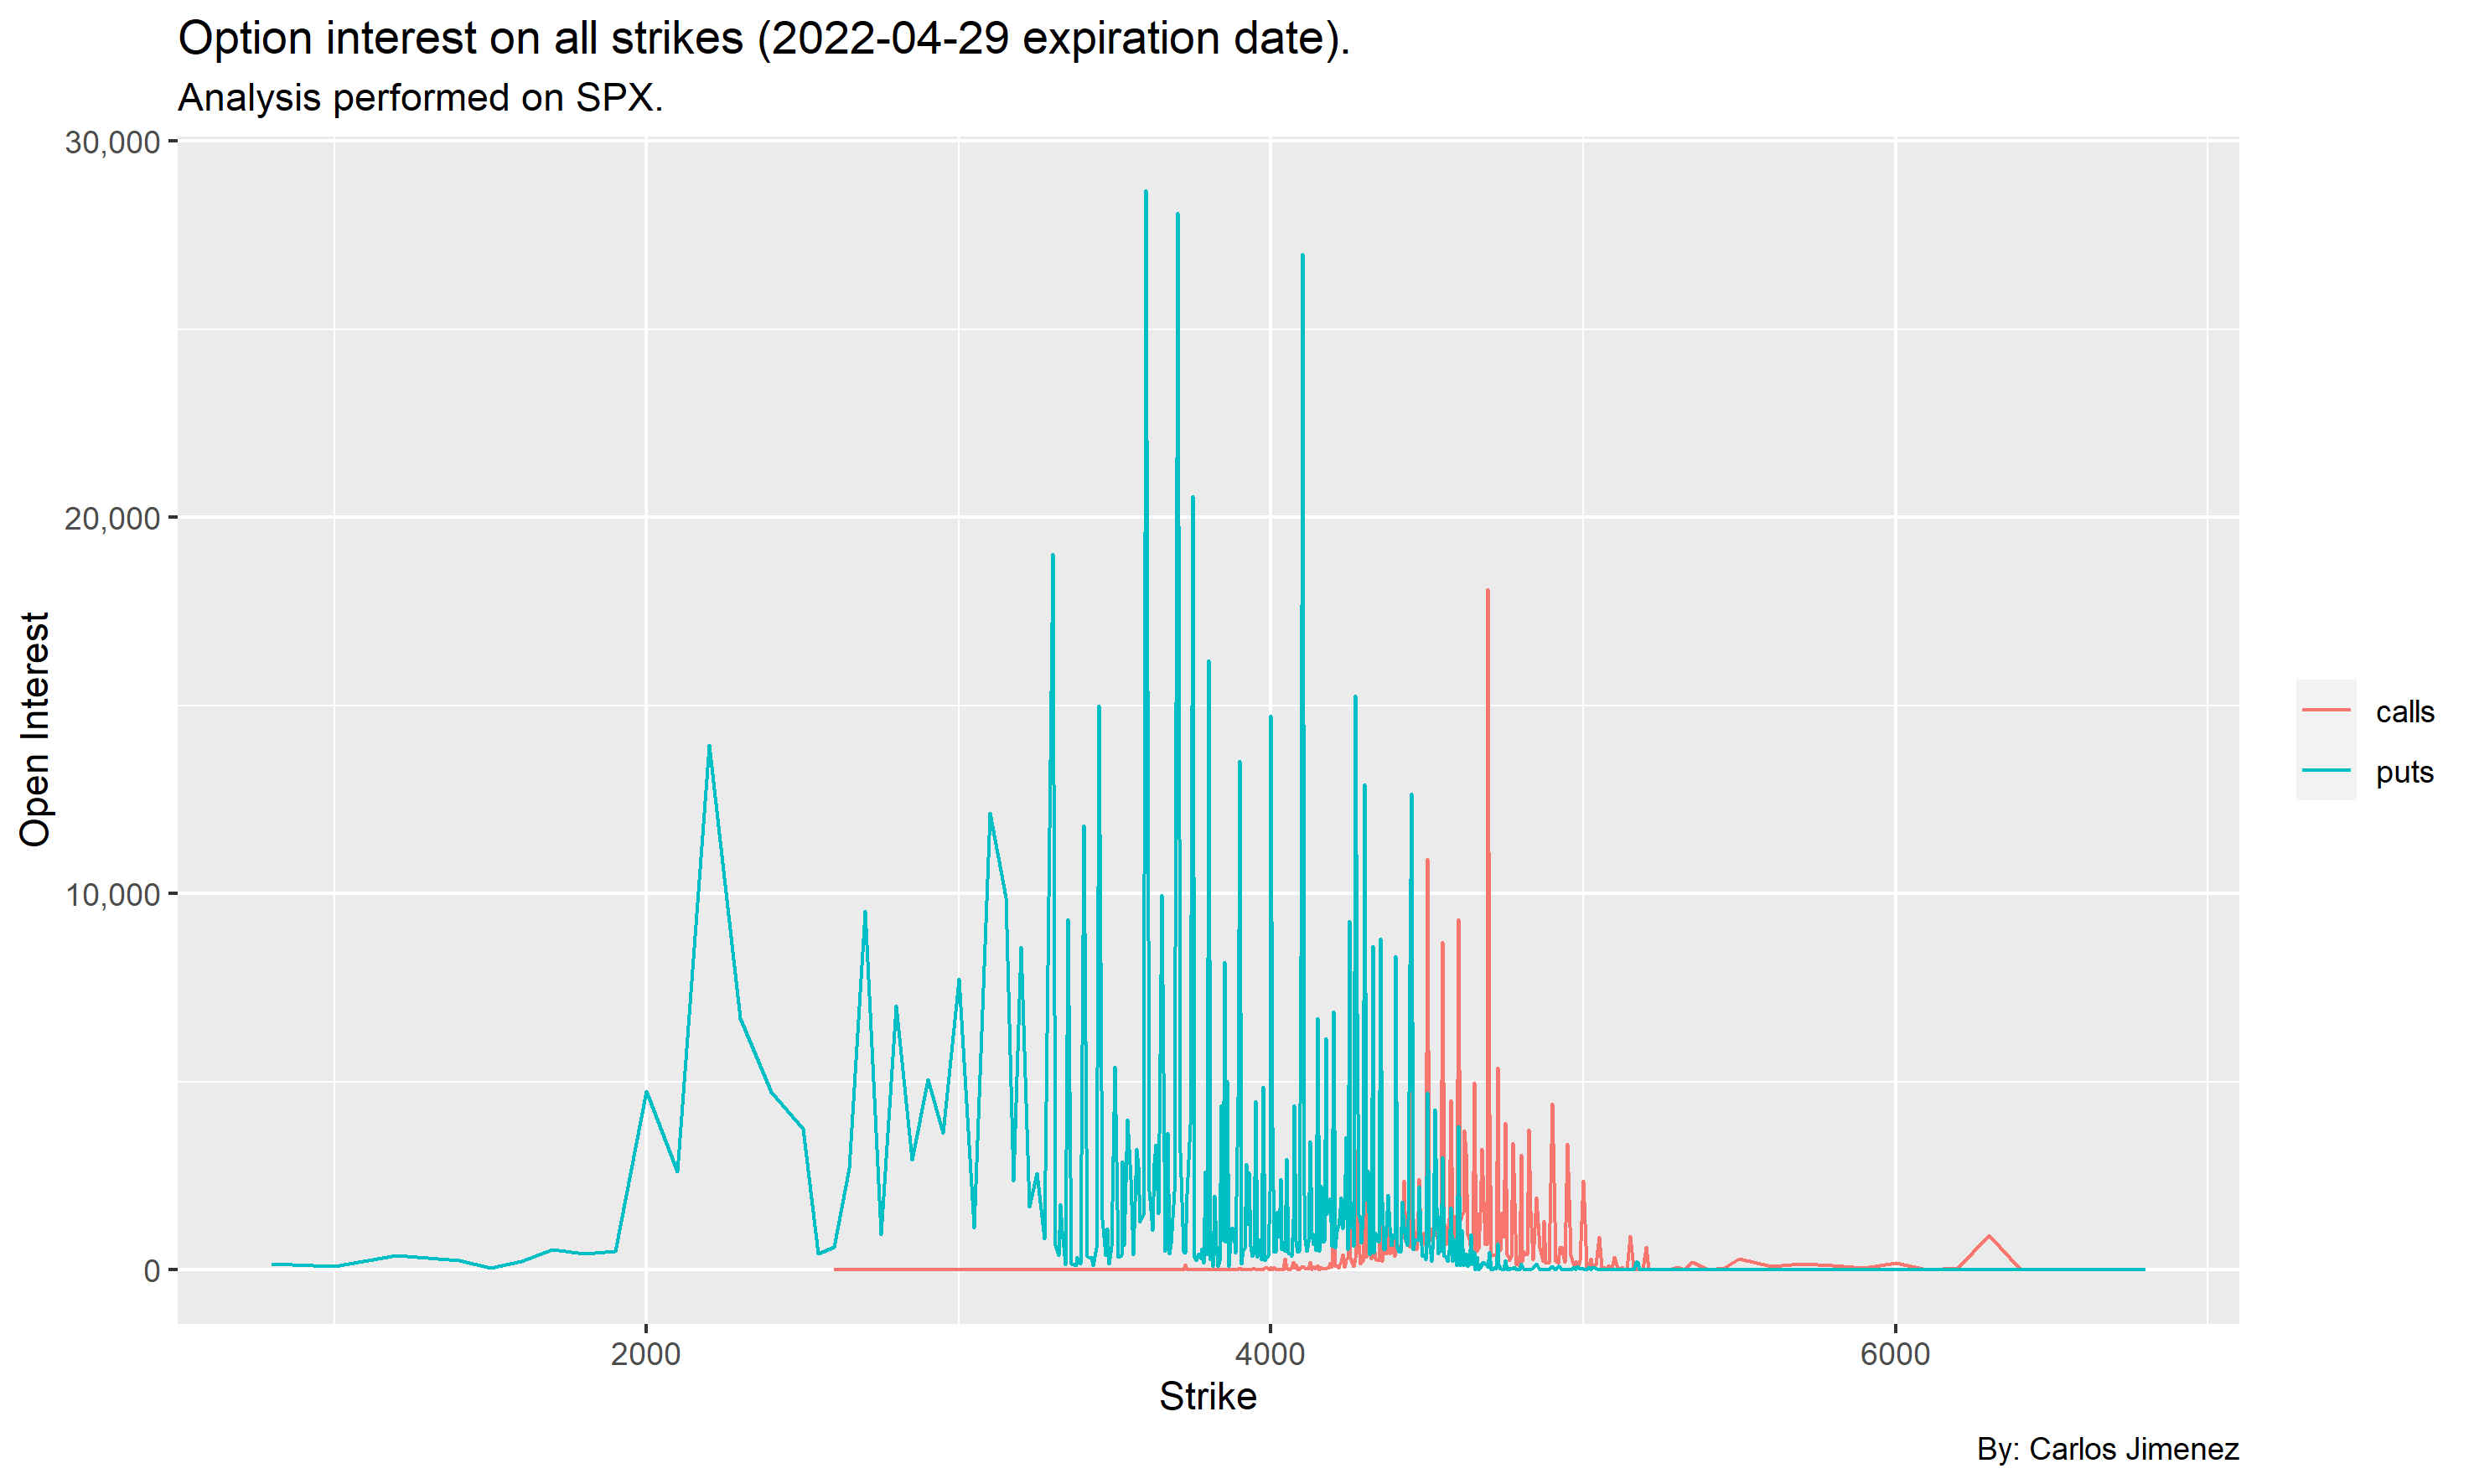 Option interest on all strikes (2022-04-29 expiration date).
Analysis performed on SPX.
30,000
20,000
10,000
0
Open Interest
2000
4000
6000
Strike
calls
puts
By: Carlos Jimenez